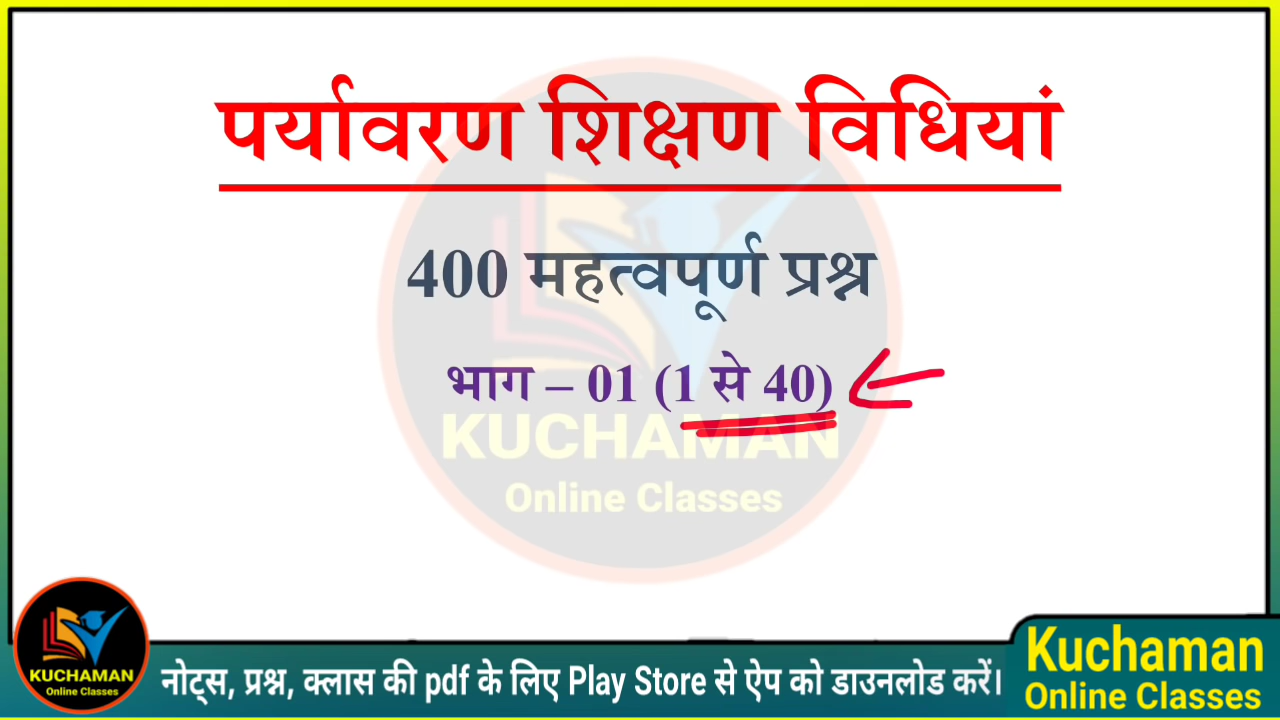 पर्यावरण शिक्षण विधियां
400 महत्वपूर्ण प्रश्न
भाग – 01 (1 से 40)
KUCHAMAN
Online Classes
KUCHAMAN
Online Classes
नोट्स, प्रश्न, क्लास की pdf के लिए Play Store से ऐप को डाउनलोड करें।
Kuchaman
Online Classes